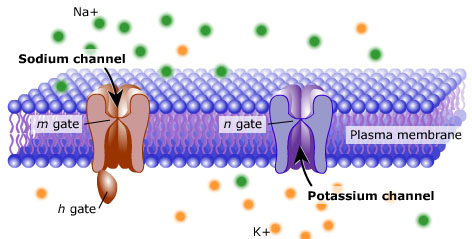 Na+
Sodium channel
m gate
n gate
Plasma membrane
Potassium channel
h gate
K+